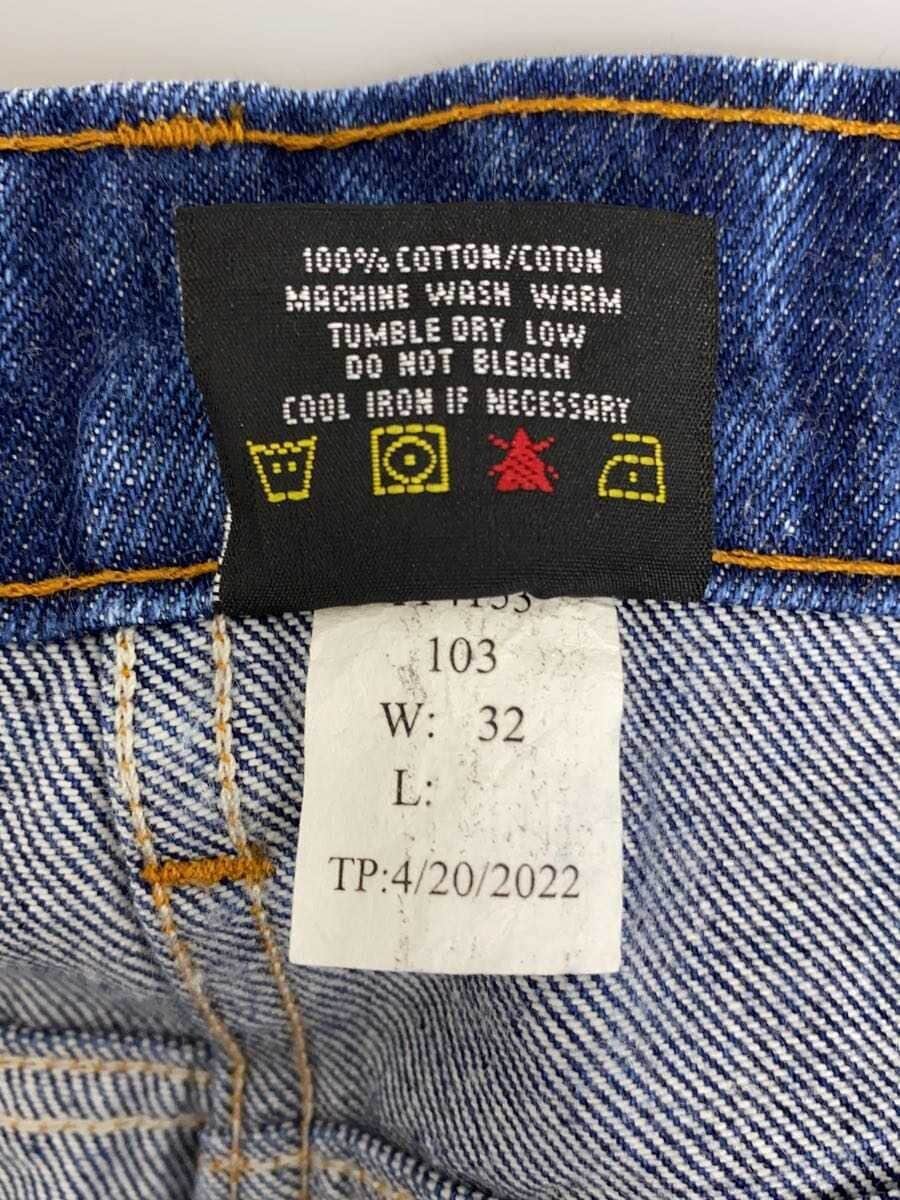 100% COTTON/COTON
MACHINE WASH WARM
TUMBLE DRY LOW
DO NOT BLEACH
COOL IRON IF NECESSARY
103
W: 32
L:
TP:4/20/2022